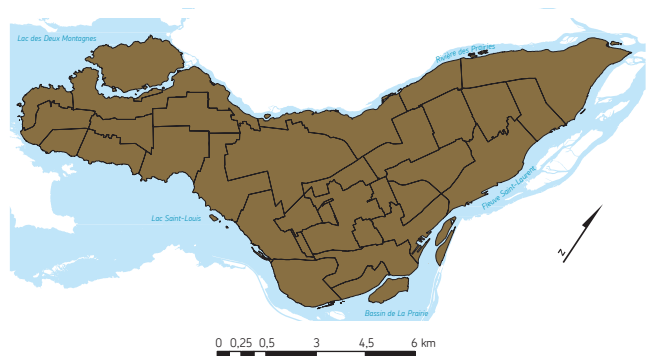 Lac des Deux Montagnes
Rivière des Prairies
Fleuve Saint-Laurent
Lac Saint-Louis
N
Bassin de La Prairie
0 0,25 0,5 3 4,5 6 km